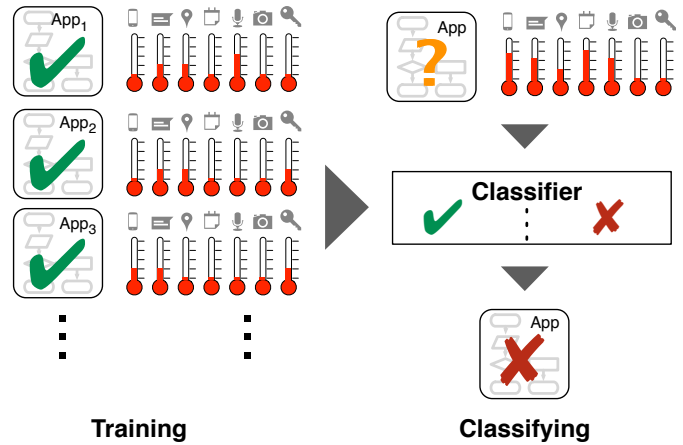 App1
App
?
App2
Classifier
App3
App
Training
Classifying